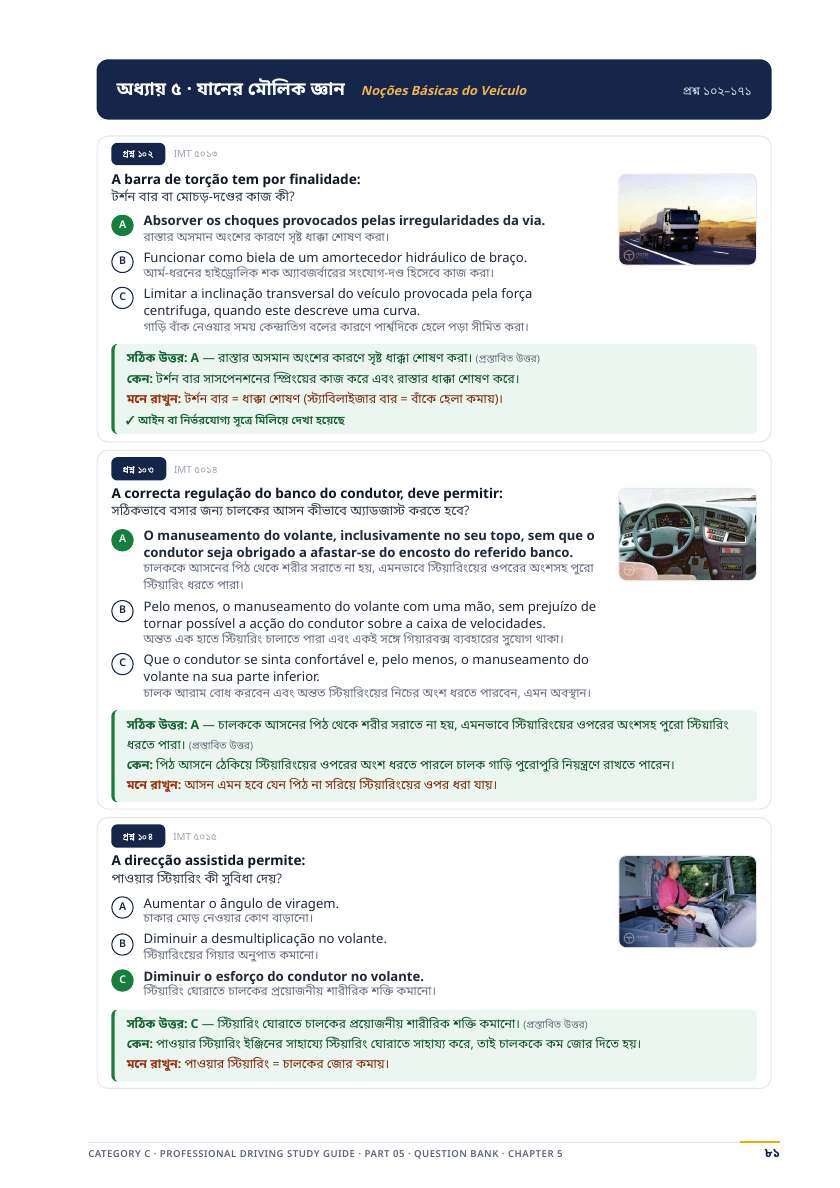 অধ্যায় ৫ · যানের মৌলিক জ্ঞান Noções Básicas do Veículo প্রশ্ন ১০২–১৭১
প্রশ্ন ১০২ IMT ৫০১৩
A barra de torção tem por finalidade:
টর্শন বার বা মোচড়-দণ্ডের কাজ কী?
A Absorver os choques provocados pelas irregularidades da via.
রাস্তার অসমান অংশের কারণে সৃষ্ট ধাক্কা শোষণ করা।
B Funcionar como biela de um amortecedor hidráulico de braço.
আর্ম-ধরনের হাইড্রোলিক শক অ্যাবজর্বারের সংযোগ-দণ্ড হিসেবে কাজ করা।
C Limitar a inclinação transversal do veículo provocada pela força
centrifuga, quando este descreve uma curva.
গাড়ি বাঁক নেওয়ার সময় কেন্দ্রাতিগ বলের কারণে পার্শ্বদিকে হেলে পড়া সীমিত করা।
সঠিক উত্তর: A — রাস্তার অসমান অংশের কারণে সৃষ্ট ধাক্কা শোষণ করা। (প্রস্তাবিত উত্তর)
কেন: টর্শন বার সাসপেনশনের স্প্রিংয়ের কাজ করে এবং রাস্তার ধাক্কা শোষণ করে।
মনে রাখুন: টর্শন বার = ধাক্কা শোষণ (স্ট্যাবিলাইজার বার = বাঁকে হেলা কমায়)।
✓ আইন বা নির্ভরযোগ্য সূত্রে মিলিয়ে দেখা হয়েছে
প্রশ্ন ১০৩ IMT ৫০১৪
A correcta regulação do banco do condutor, deve permitir:
সঠিকভাবে বসার জন্য চালকের আসন কীভাবে অ্যাডজাস্ট করতে হবে?
A O manuseamento do volante, inclusivamente no seu topo, sem que o
condutor seja obrigado a afastar-se do encosto do referido banco.
চালককে আসনের পিঠ থেকে শরীর সরাতে না হয়, এমনভাবে স্টিয়ারিংয়ের ওপরের অংশসহ পুরো
স্টিয়ারিং ধরতে পারা।
B Pelo menos, o manuseamento do volante com uma mão, sem prejuízo de
tornar possível a acção do condutor sobre a caixa de velocidades.
অন্তত এক হাতে স্টিয়ারিং চালাতে পারা এবং একই সঙ্গে গিয়ারবক্স ব্যবহারের সুযোগ থাকা।
C Que o condutor se sinta confortável e, pelo menos, o manuseamento do
volante na sua parte inferior.
চালক আরাম বোধ করবেন এবং অন্তত স্টিয়ারিংয়ের নিচের অংশ ধরতে পারবেন, এমন অবস্থান।
সঠিক উত্তর: A — চালককে আসনের পিঠ থেকে শরীর সরাতে না হয়, এমনভাবে স্টিয়ারিংয়ের ওপরের অংশসহ পুরো স্টিয়ারিং
ধরতে পারা। (প্রস্তাবিত উত্তর)
কেন: পিঠ আসনে ঠেকিয়ে স্টিয়ারিংয়ের ওপরের অংশ ধরতে পারলে চালক গাড়ি পুরোপুরি নিয়ন্ত্রণে রাখতে পারেন।
মনে রাখুন: আসন এমন হবে যেন পিঠ না সরিয়ে স্টিয়ারিংয়ের ওপর ধরা যায়।
প্রশ্ন ১০৪ IMT ৫০১৫
A direcção assistida permite:
পাওয়ার স্টিয়ারিং কী সুবিধা দেয়?
A Aumentar o ângulo de viragem.
চাকার মোড় নেওয়ার কোণ বাড়ানো।
B Diminuir a desmultiplicação no volante.
স্টিয়ারিংয়ের গিয়ার অনুপাত কমানো।
C Diminuir o esforço do condutor no volante.
স্টিয়ারিং ঘোরাতে চালকের প্রয়োজনীয় শারীরিক শক্তি কমানো।
সঠিক উত্তর: C — স্টিয়ারিং ঘোরাতে চালকের প্রয়োজনীয় শারীরিক শক্তি কমানো। (প্রস্তাবিত উত্তর)
কেন: পাওয়ার স্টিয়ারিং ইঞ্জিনের সাহায্যে স্টিয়ারিং ঘোরাতে সাহায্য করে, তাই চালককে কম জোর দিতে হয়।
মনে রাখুন: পাওয়ার স্টিয়ারিং = চালকের জোর কমায়।
CATEGORY C · PROFESSIONAL DRIVING STUDY GUIDE · PART 05 · QUESTION BANK · CHAPTER 5 ৮১